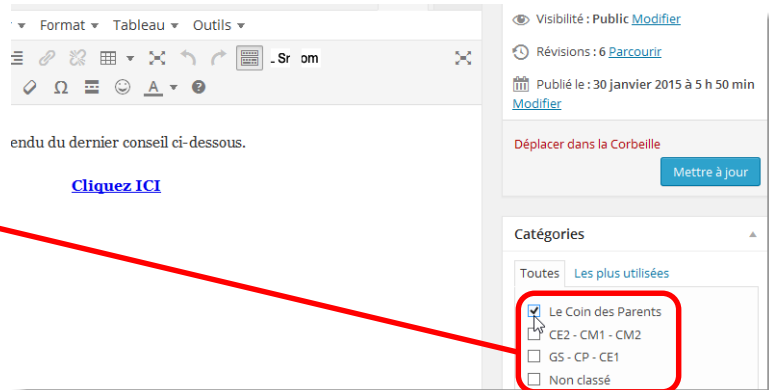 Format Tableau Outils
Ω A
endu du dernier conseil ci-dessous.
Cliquez ICI
Visibilité : Public Modifier
Révisions : 6 Parcourir
Publié le : 30 janvier 2015 à 5 h 50 min
Modifier
Déplacer dans la Corbeille
Mettre à jour
Catégories
Toutes Les plus utilisées
Le Coin des Parents
CE2 - CM1 - CM2
GS - CP - CE1
Non classé